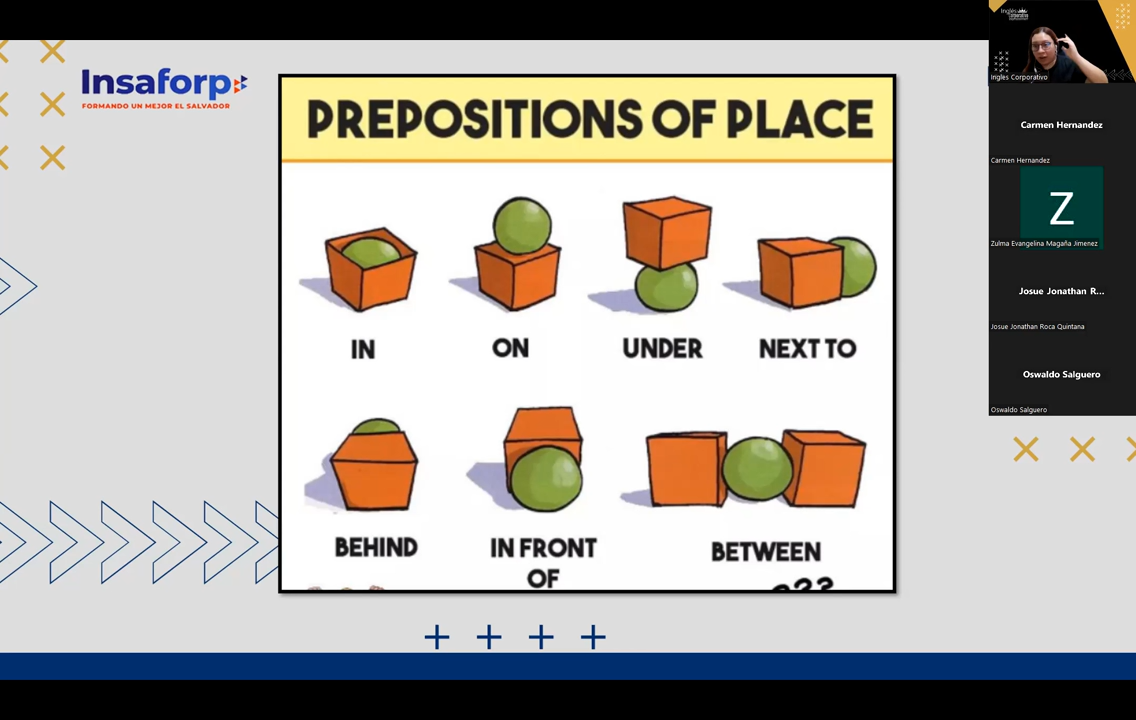 Insaforp
FORMANDO UN MEJOR EL SALVADOR
PREPOSITIONS OF PLACE
IN
ON
UNDER
NEXT TO
BEHIND
IN FRONT
OF
BETWEEN
???
Inglés
Corporativo
Ingles Corporativo
Carmen Hernandez
Carmen Hernandez
Z
Zulma Evangelina Magaña Jimenez
Josue Jonathan R...
Josue Jonathan Roca Quintana
Oswaldo Salguero
Oswaldo Salguero